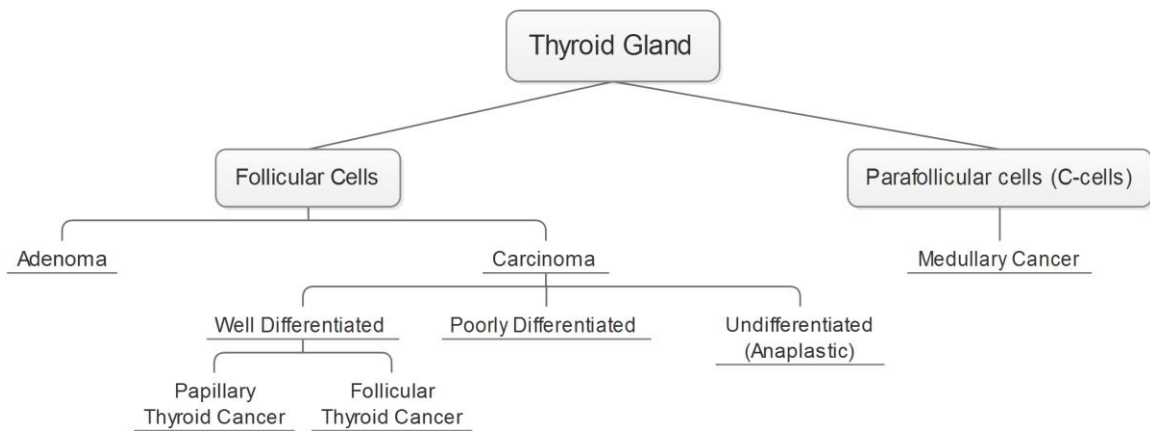 Thyroid Gland
Follicular Cells
Parafollicular cells (C-cells)
Adenoma
Carcinoma
Medullary Cancer
Well Differentiated
Poorly Differentiated
Undifferentiated
(Anaplastic)
Papillary
Thyroid Cancer
Follicular
Thyroid Cancer